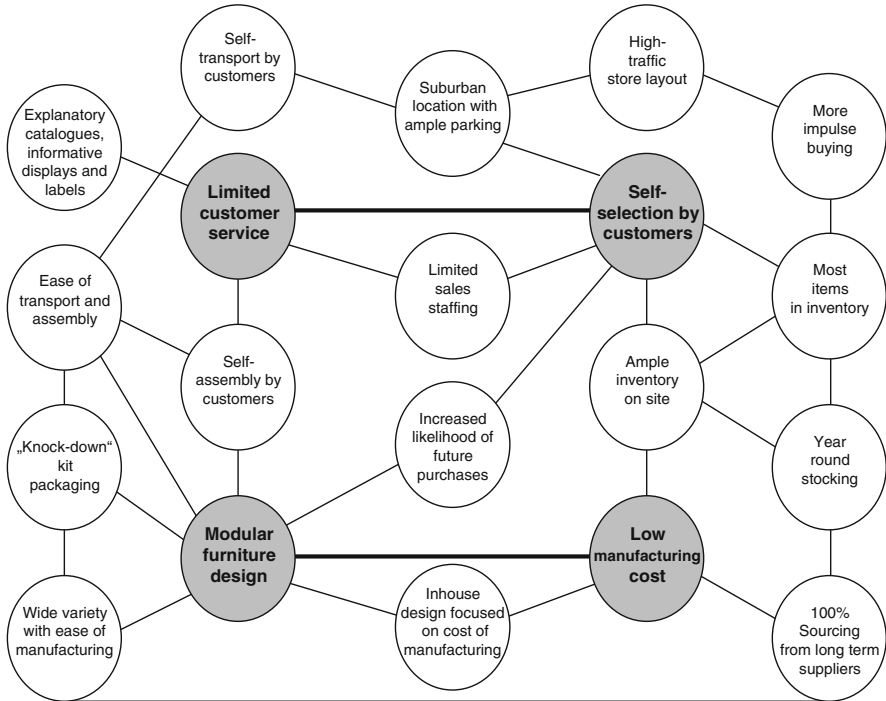 Self-
transport by
customers
High-
traffic
store layout
Suburban
location with
ample parking
Explanatory
catalogues,
informative
displays and
labels
More
impulse
buying
Limited
customer
service
Self-
selection by
customers
Ease of
transport and
assembly
Limited
sales
staffing
Most
items
in inventory
Self-
assembly by
customers
Ample
inventory
on site
Increased
likelihood of
future
purchases
„Knock-down“
kit
packaging
Year
round
stocking
Modular
furniture
design
Low
manufacturing
cost
Wide variety
with ease of
manufacturing
Inhouse
design focused
on cost of
manufacturing
100%
Sourcing
from long term
suppliers